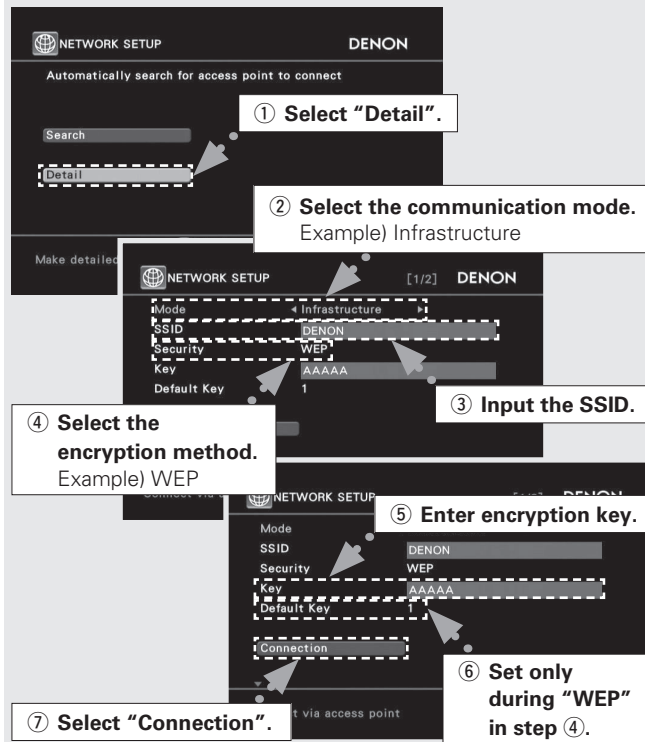 NETWORK SETUP DENON
Automatically search for access point to connect
① Select “Detail”.
Search
Detail
② Select the communication mode.
Example) Infrastructure
Make detailed
NETWORK SETUP [1/2] DENON
Mode Infrastructure
SSID DENON
Security WEP
Key AAAAA
Default Key 1
③ Input the SSID.
④ Select the
encryption method.
Example) WEP
NETWORK SETUP
⑤ Enter encryption key.
Mode
SSID DENON
Security WEP
Key AAAAA
Default Key 1
Connection
⑥ Set only
during “WEP”
in step ④.
⑦ Select “Connection”.
via access point